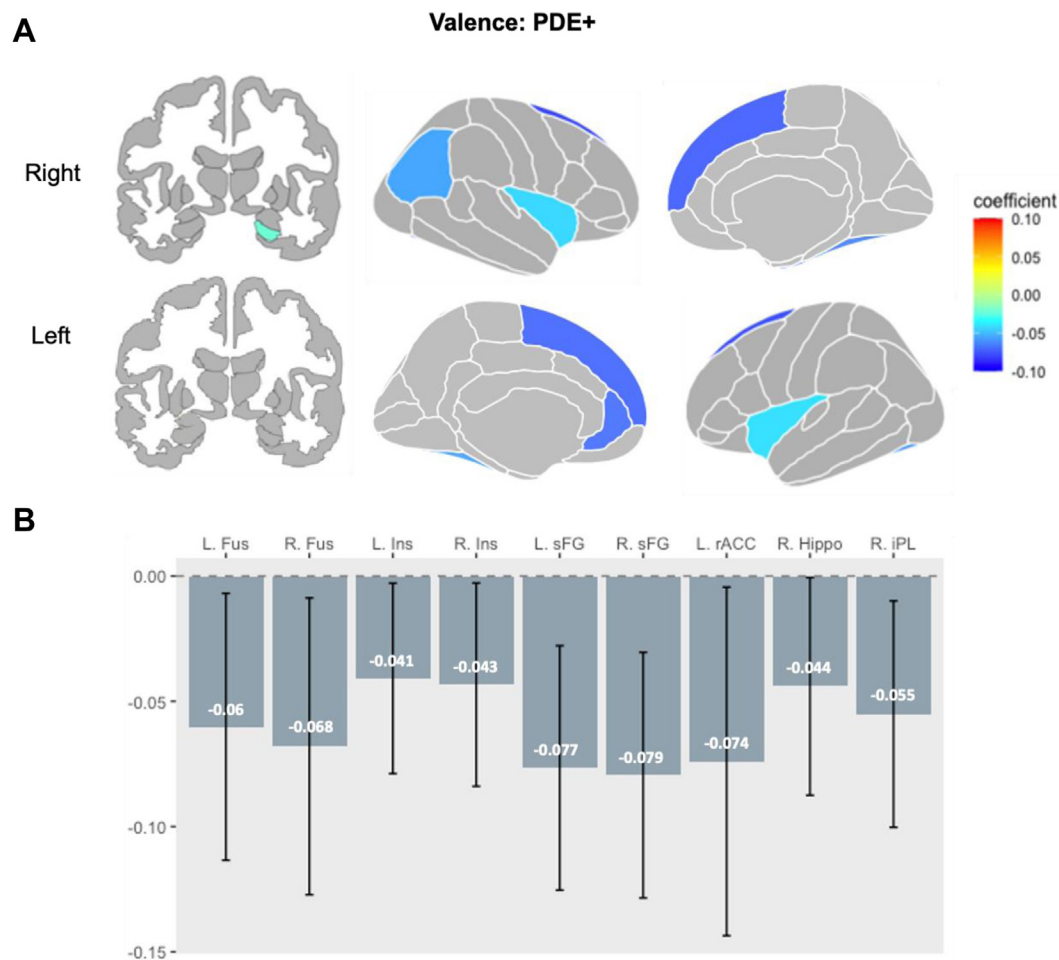 Valence: PDE+
A
Right
Left
coefficient
0.10
0.05
0.00
-0.05
-0.10
B
L. Fus R. Fus L. Ins R. Ins L. sFG R. sFG L. rACC R. Hippo R. iPL
0.00
-0.05
-0.10
-0.15
-0.06 -0.068 -0.041 -0.043 -0.077 -0.079 -0.074 -0.044 -0.055